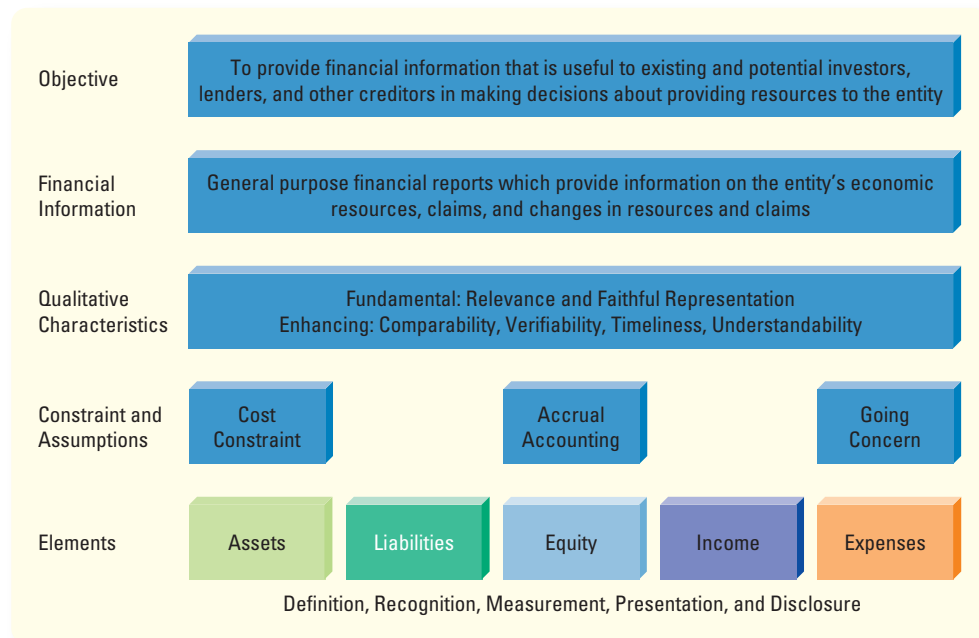 Objective
To provide financial information that is useful to existing and potential investors,
lenders, and other creditors in making decisions about providing resources to the entity
Financial
Information
General purpose financial reports which provide information on the entity’s economic
resources, claims, and changes in resources and claims
Qualitative
Characteristics
Fundamental: Relevance and Faithful Representation
Enhancing: Comparability, Verifiability, Timeliness, Understandability
Constraint and
Assumptions
Cost
Constraint
Accrual
Accounting
Going
Concern
Elements
Assets
Liabilities
Equity
Income
Expenses
Definition, Recognition, Measurement, Presentation, and Disclosure